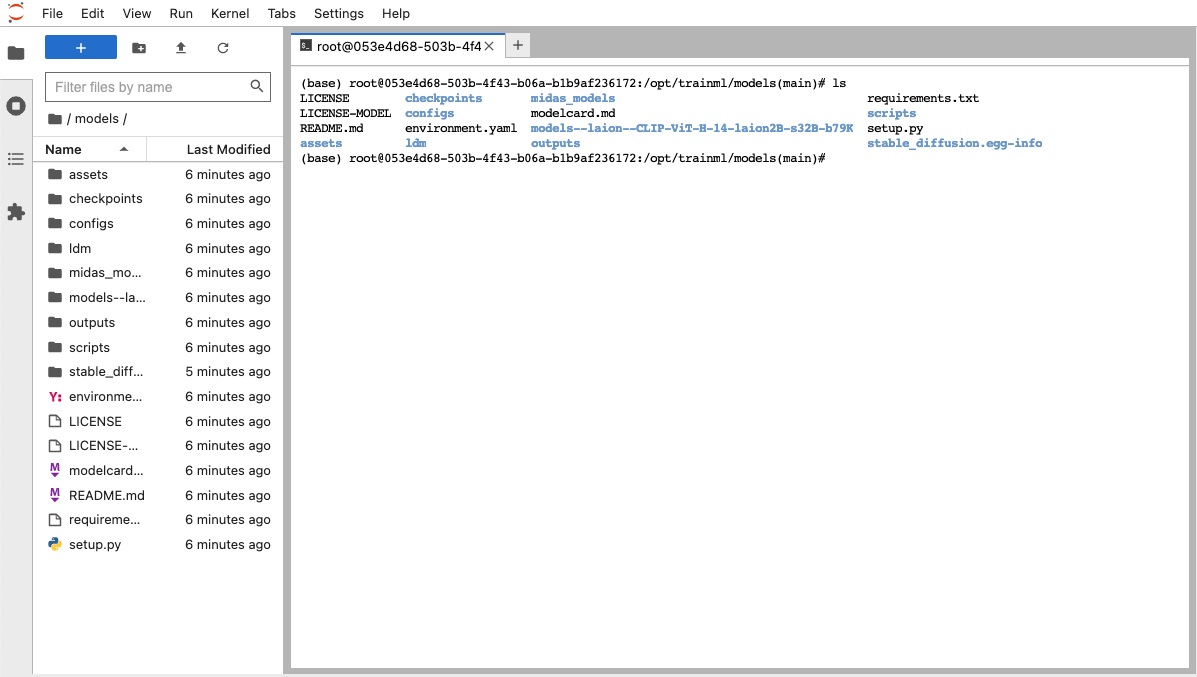 File Edit View Run Kernel Tabs Settings Help
+
Filter files by name
/ models /
Name Last Modified
assets 6 minutes ago
checkpoints 6 minutes ago
configs 6 minutes ago
ldm 6 minutes ago
midas_mo... 6 minutes ago
models--la... 6 minutes ago
outputs 6 minutes ago
scripts 6 minutes ago
stable_diff... 5 minutes ago
Y: environme... 6 minutes ago
LICENSE 6 minutes ago
LICENSE-... 6 minutes ago
M modelcard... 6 minutes ago
M README.md 6 minutes ago
requireme... 6 minutes ago
setup.py 6 minutes ago
root@053e4d68-503b-4f4
(base) root@053e4d68-503b-4f43-b06a-b1b9af236172:/opt/trainml/models(main)# ls
LICENSE checkpoints midas_models requirements.txt
LICENSE-MODEL configs modelcard.md scripts
README.md environment.yaml models--laion--CLIP-ViT-H-14-laion2B-s32B-b79K setup.py
assets ldm outputs stable_diffusion.egg-info
(base) root@053e4d68-503b-4f43-b06a-b1b9af236172:/opt/trainml/models(main)#